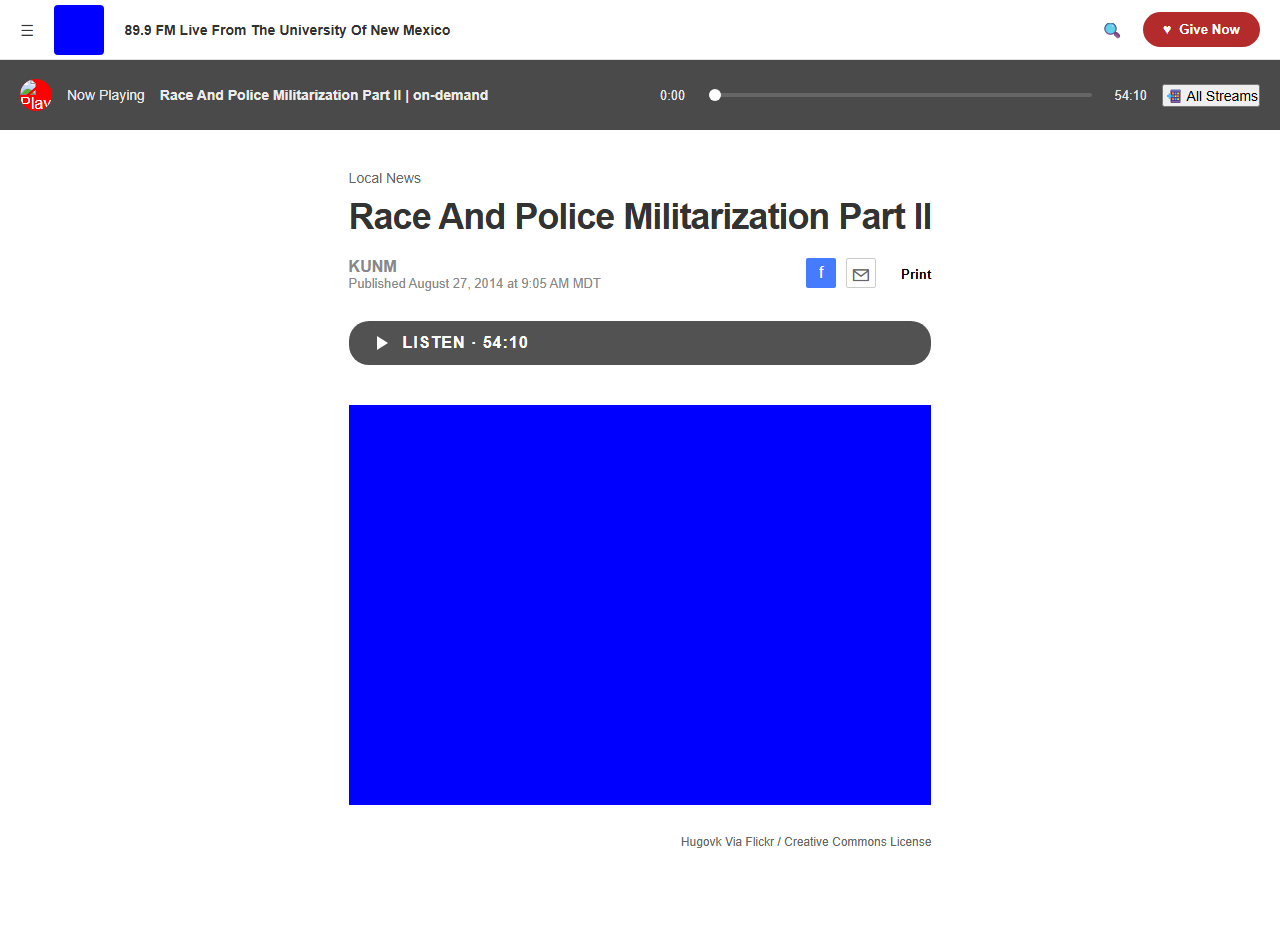 89.9 FM Live From The University Of New Mexico
♥ Give Now
Now Playing
Race And Police Militarization Part II | on-demand
0:00
54:10
All Streams
Local News
Race And Police Militarization Part II
KUNM
Published August 27, 2014 at 9:05 AM MDT
f
Print
LISTEN · 54:10
Hugovk Via Flickr / Creative Commons License